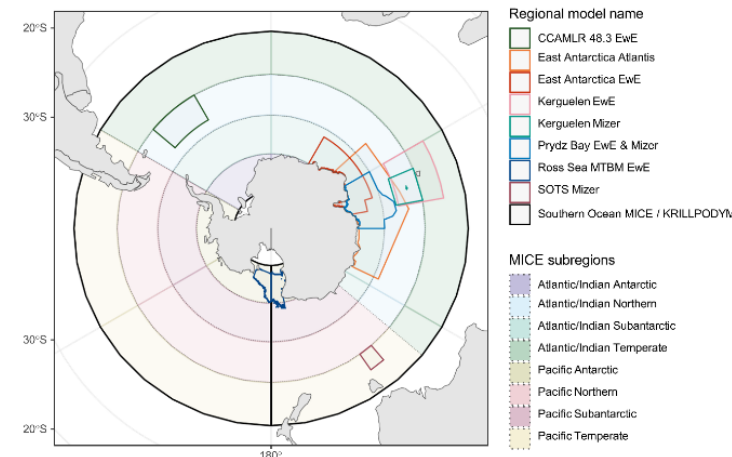 20°S
30°S
30°S
20°S
180°
Regional model name
CCAMLR 48.3 EwE
East Antarctica Atlantis
East Antarctica EwE
Kerguelen EwE
Kerguelen Mizer
Prydz Bay EwE & Mizer
Ross Sea MTBM EwE
SOTS Mizer
Southern Ocean MICE / KRILLPODYM
MICE subregions
Atlantic/Indian Antarctic
Atlantic/Indian Northern
Atlantic/Indian Subantarctic
Atlantic/Indian Temperate
Pacific Antarctic
Pacific Northern
Pacific Subantarctic
Pacific Temperate